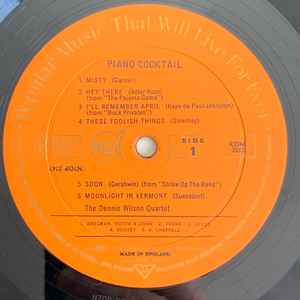 Popular Music That Will Live For Ever
PIANO COCKTAIL
1 MISTY (Garner)
2 HEY THERE (Adler-Ross)
(from "The Pajama Game")
3 I'LL REMEMBER APRIL (Raye-de Paul-Johnston)
(from "Buck Privates")
4 THESE FOOLISH THINGS (Strachey)
SIDE
1
5 SOON (Gershwin) (from "Strike Up The Band")
6 MOONLIGHT IN VERMONT (Suessdorf)
The Dennis Wilson Quartet
MADE IN ENGLAND